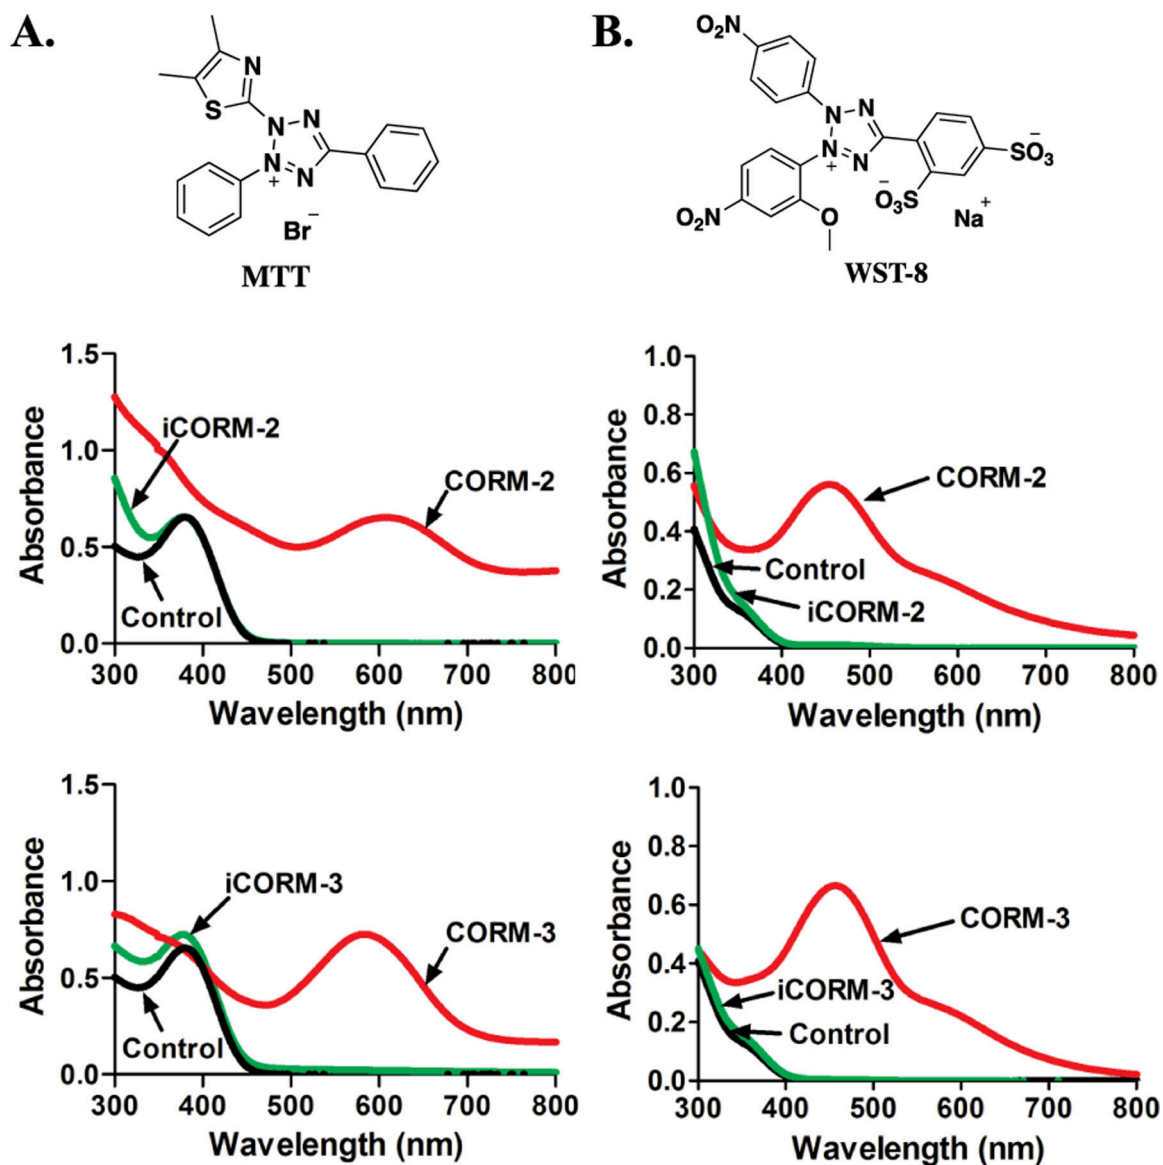 A.
N
S
N
N
N
N
+
Br−
MTT
B.
O2N
N
N
N
N
+
SO3−
−O3S
Na+
O2N
O
WST-8
1.5
1.0
0.5
0.0
Absorbance
iCORM-2
CORM-2
Control
300 400 500 600 700 800
Wavelength (nm)
1.0
0.8
0.6
0.4
0.2
0.0
Absorbance
CORM-2
Control
iCORM-2
300 400 500 600 700 800
Wavelength (nm)
1.5
1.0
0.5
0.0
Absorbance
iCORM-3
CORM-3
Control
300 400 500 600 700 800
Wavelength (nm)
1.0
0.8
0.6
0.4
0.2
0.0
Absorbance
CORM-3
iCORM-3
Control
300 400 500 600 700 800
Wavelength (nm)